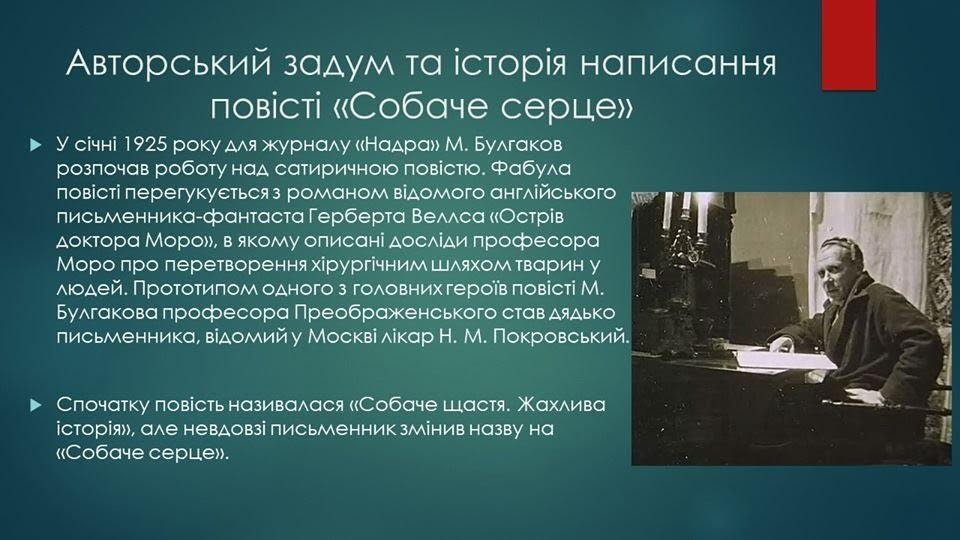 Авторський задум та історія написання
повісті «Собаче серце»
У січні 1925 року для журналу «Надра» М. Булгаков
розпочав роботу над сатиричною повістю. Фабула
повісті перегукується з романом відомого англійського
письменника-фантаста Герберта Веллса «Острів
доктора Моро», в якому описані досліди професора
Моро про перетворення хірургічним шляхом тварин у
людей. Прототипом одного з головних героїв повісті М.
Булгакова професора Преображенського став дядько
письменника, відомий у Москві лікар Н. М. Покровський.
Спочатку повість називалася «Собаче щастя. Жахлива
історія», але невдовзі письменник змінив назву на
«Собаче серце».